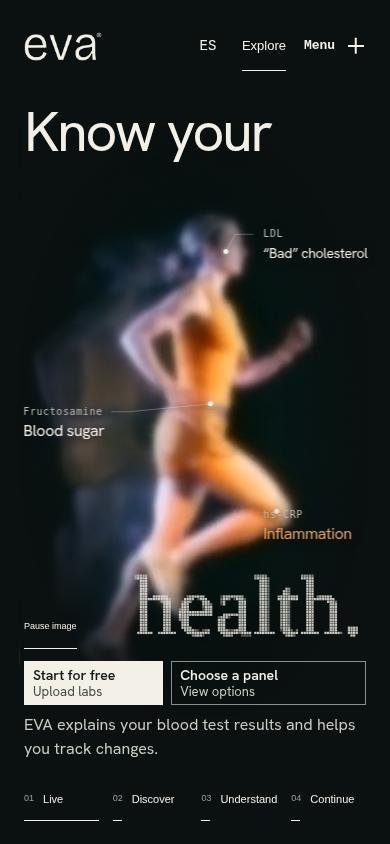 eva®
ES Explore Menu
Know your
LDL
“Bad” cholesterol
Fructosamine
Blood sugar
hs-CRP
Inflammation
health.
Pause image
Start for free
Upload labs
Choose a panel
View options
EVA explains your blood test results and helps
you track changes.
01 Live 02 Discover 03 Understand 04 Continue